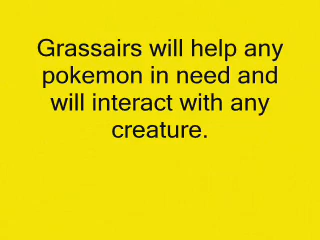 Grassairs will help any
pokemon in need and
will interact with any
creature.